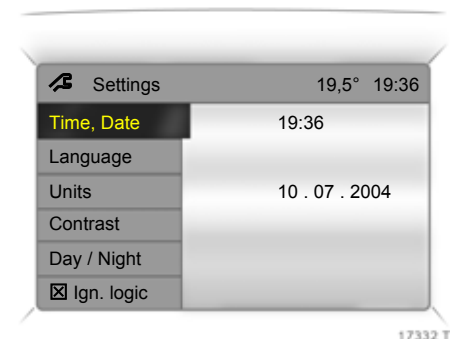 Settings 19,5° 19:36
Time, Date 19:36
Language
Units 10 . 07 . 2004
Contrast
Day / Night
Ign. logic
17332 T